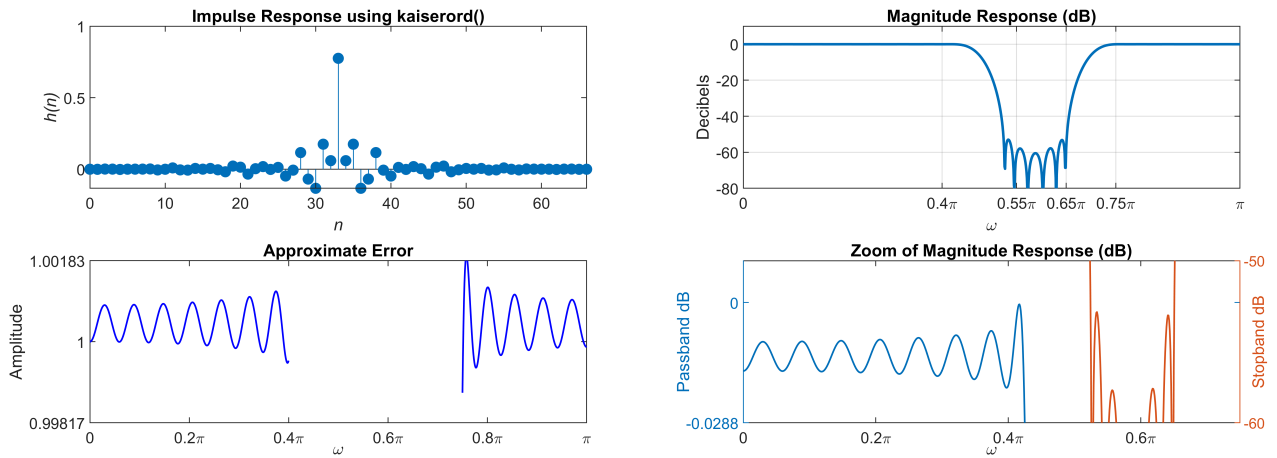 Impulse Response using kaiserord()
1
0.5
0
h(n)
0 10 20 30 40 50 60
n
Magnitude Response (dB)
0
-20
-40
-60
-80
Decibels
0 0.4π 0.55π 0.65π 0.75π π
ω
Approximate Error
1.00183
1
0.99817
Amplitude
0 0.2π 0.4π 0.6π 0.8π π
ω
Zoom of Magnitude Response (dB)
0
-0.0288
Passband dB
-50
-60
Stopband dB
0 0.2π 0.4π 0.6π
ω